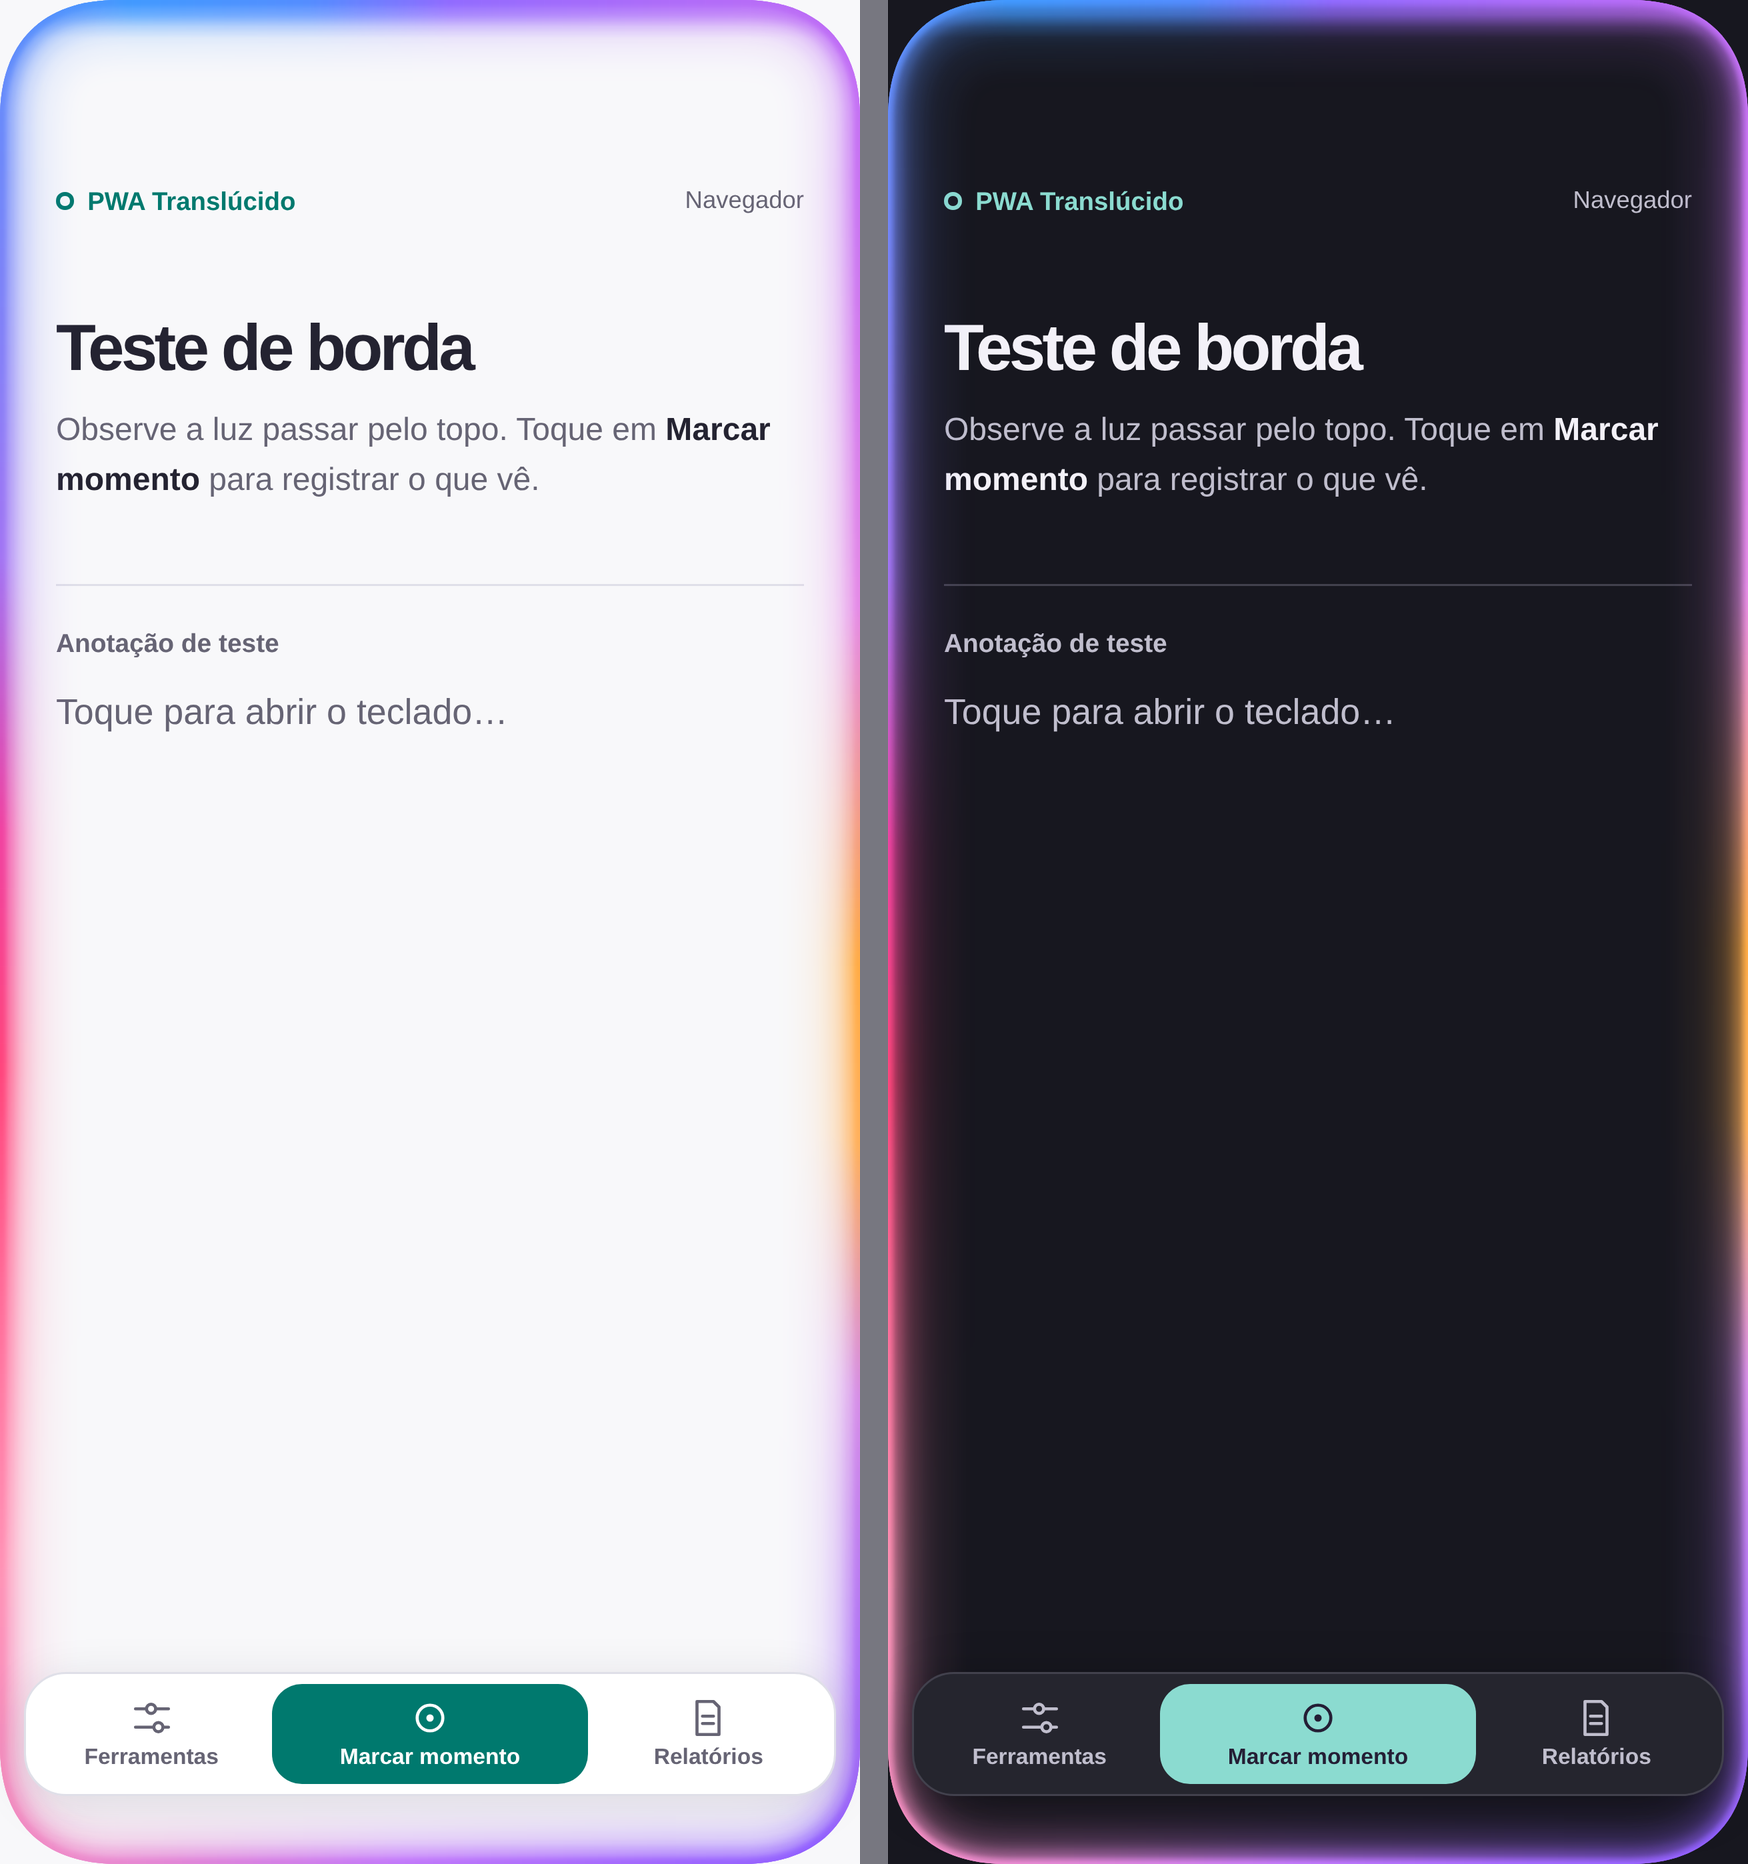 PWA Translúcido
Navegador
Teste de borda
Observe a luz passar pelo topo. Toque em Marcar
momento para registrar o que vê.
Anotação de teste
Toque para abrir o teclado…
Ferramentas
Marcar momento
Relatórios
PWA Translúcido
Navegador
Teste de borda
Observe a luz passar pelo topo. Toque em Marcar
momento para registrar o que vê.
Anotação de teste
Toque para abrir o teclado…
Ferramentas
Marcar momento
Relatórios